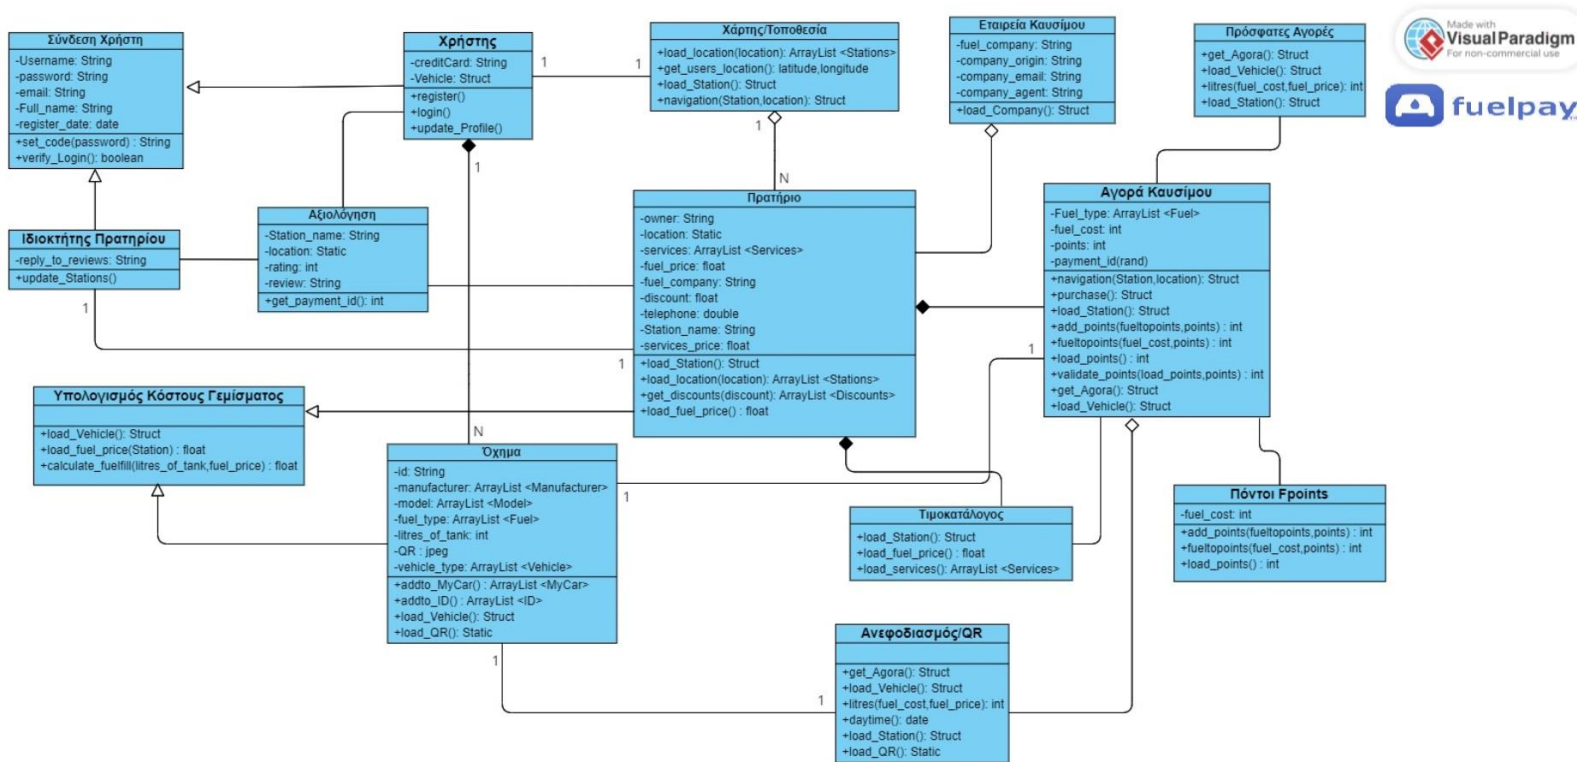 Σύνδεση Χρήστη
-Username: String
-password: String
-email: String
-Full_name: String
-register_date: date
+set_code(password) : String
+verify_Login(): boolean
Χρήστης
-creditCard: String
-Vehicle: Struct
+register()
+login()
+update_Profile()
1
1
1
Χάρτης/Τοποθεσία
+load_location(location): ArrayList <Stations>
+get_users_location(): latitude,longitude
+load_Station(): Struct
+navigation(Station,location): Struct
1
N
Εταιρεία Καυσίμου
-fuel_company: String
-company_origin: String
-company_email: String
-company_agent: String
+load_Company(): Struct
Πρόσφατες Αγορές
+get_Agora(): Struct
+load_Vehicle(): Struct
+litres(fuel_cost,fuel_price): int
+load_Station(): Struct
Made with
Visual Paradigm
For non-commercial use
fuelpay
Ιδιοκτήτης Πρατηρίου
-reply_to_reviews: String
+update_Stations()
1
Αξιολόγηση
-Station_name: String
-location: Static
-rating: int
-review: String
+get_payment_id(): int
Πρατήριο
-owner: String
-location: Static
-services: ArrayList <Services>
-fuel_price: float
-fuel_company: String
-discount: float
-telephone: double
-Station_name: String
-services_price: float
+load_Station(): Struct
+load_location(location): ArrayList <Stations>
+get_discounts(discount): ArrayList <Discounts>
+load_fuel_price() : float
1
Αγορά Καυσίμου
-Fuel_type: ArrayList <Fuel>
-fuel_cost: int
-points: int
-payment_id(rand)
+navigation(Station,location): Struct
+purchase(): Struct
+load_Station(): Struct
+add_points(fueltopoints,points) : int
+fueltopoints(fuel_cost,points) : int
+load_points() : int
+validate_points(load_points,points) : int
+get_Agora(): Struct
+load_Vehicle(): Struct
1
Υπολογισμός Κόστους Γεμίσματος
+load_Vehicle(): Struct
+load_fuel_price(Station) : float
+calculate_fuelfill(litres_of_tank,fuel_price) : float
N
Όχημα
-id: String
-manufacturer: ArrayList <Manufacturer>
-model: ArrayList <Model>
-fuel_type: ArrayList <Fuel>
-litres_of_tank: int
-QR : jpeg
-vehicle_type: ArrayList <Vehicle>
+addto_MyCar() : ArrayList <MyCar>
+addto_ID() : ArrayList <ID>
+load_Vehicle(): Struct
+load_QR(): Static
1
1
Τιμοκατάλογος
+load_Station(): Struct
+load_fuel_price() : float
+load_services(): ArrayList <Services>
Πόντοι Fpoints
-fuel_cost: int
+add_points(fueltopoints,points) : int
+fueltopoints(fuel_cost,points) : int
+load_points() : int
Ανεφοδιασμός/QR
+get_Agora(): Struct
+load_Vehicle(): Struct
+litres(fuel_cost,fuel_price): int
+daytime(): date
+load_Station(): Struct
+load_QR(): Static
1